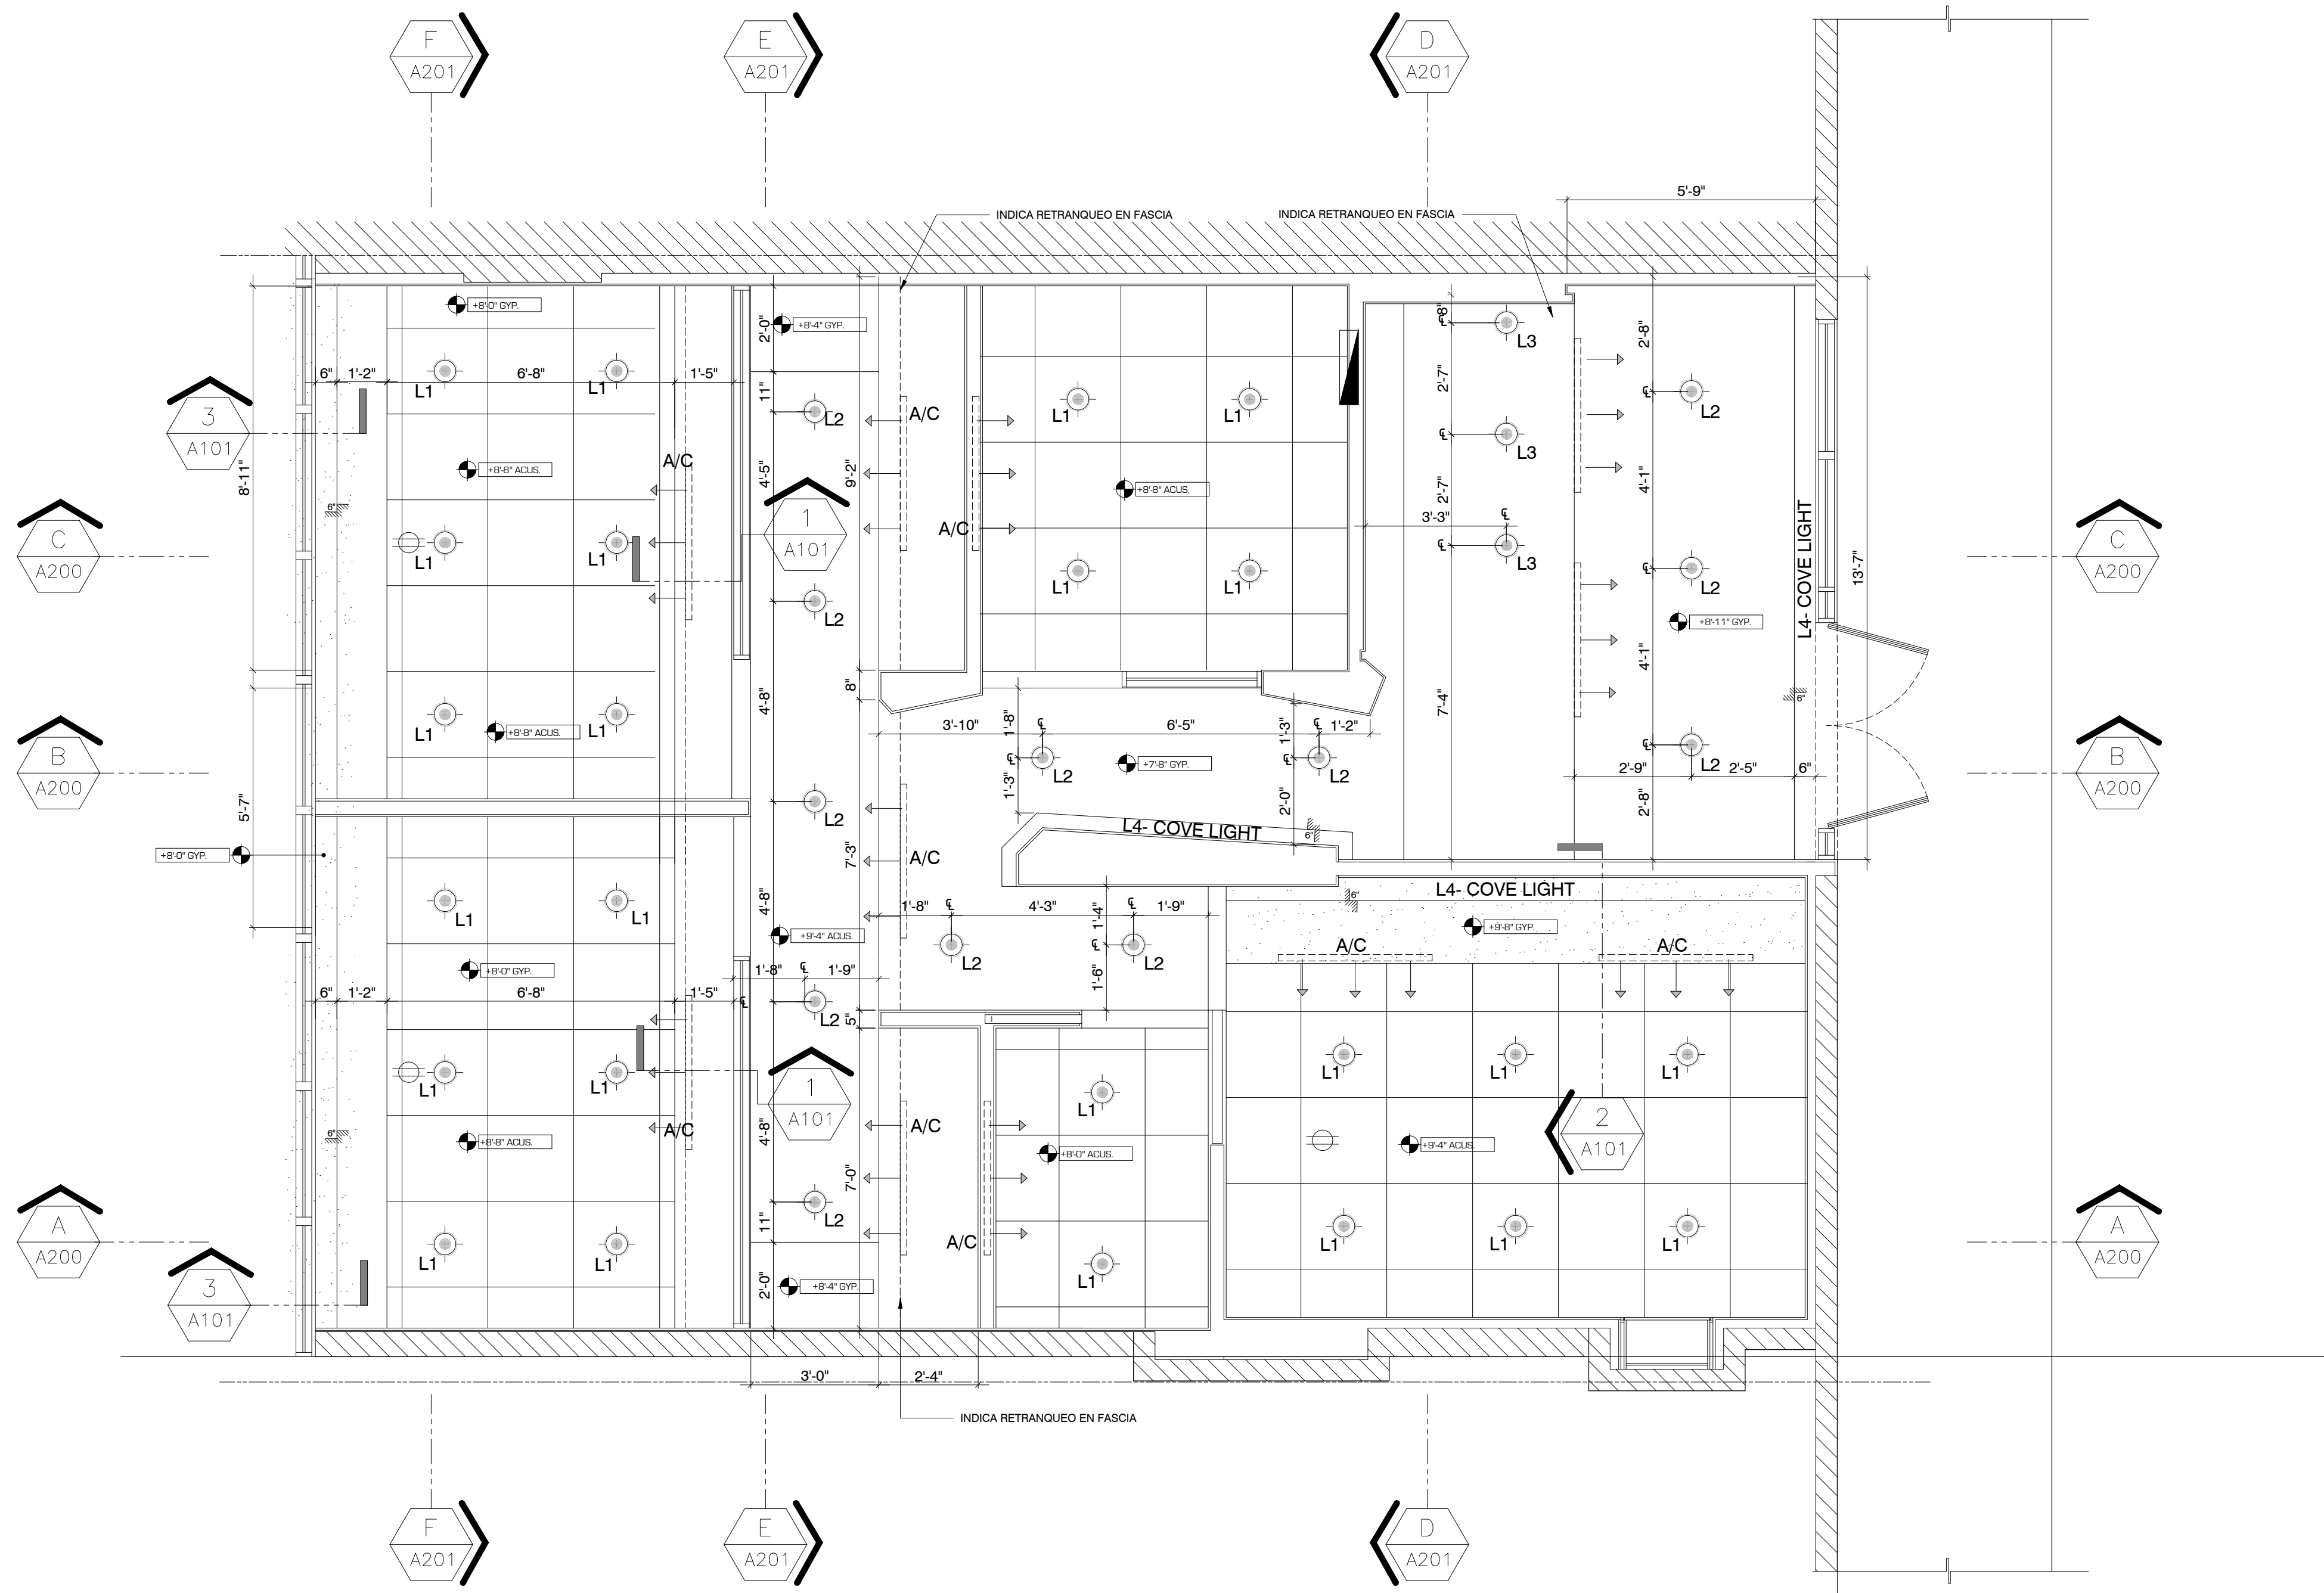 F
A201
E
A201
D
A201
5'-9"
INDICA RETRANQUEO EN FASCIA
INDICA RETRANQUEO EN FASCIA
+8'-0" GYP.
+8'-4" GYP.
2'-0"
8"
2'-8"
L3
6"
1'-2"
6'-8"
1'-5"
L1
L1
11"
L2
A/C
L1
L1
2'-7"
L2
3
A101
8'-11"
+8'-8" ACUS.
A/C
4'-5"
9'-2"
+8'-8" ACUS.
L3
2'-7"
4'-1"
6"
1
A101
A/C
3'-3"
L3
C
A200
L1
L1
L1
L1
L2
L4- COVE LIGHT
13'-7"
C
A200
L2
+8'-11" GYP.
4'-1"
4'-8"
8"
7'-4"
6"
L1
+8'-8" ACUS.
L1
3'-10"
1'-8"
6'-5"
1'-3"
1'-2"
B
A200
+7'-8" GYP.
L2
L2
L2
2'-9"
2'-5"
6"
B
A200
1'-3"
2'-0"
2'-8"
5'-7"
L2
L4- COVE LIGHT
6"
+8'-0" GYP.
7'-3"
A/C
L1
L1
4'-8"
1'-8"
4'-3"
1'-4"
1'-9"
6"
L4- COVE LIGHT
+9'-8" GYP.
+9'-4" ACUS.
A/C
A/C
L2
L2
+8'-0" GYP.
1'-8"
1'-9"
1'-6"
6"
1'-2"
6'-8"
1'-5"
L2
5"
L1
L1
1
A101
L1
L1
L1
L1
2
A101
6"
+8'-8" ACUS.
A/C
4'-8"
A/C
+8'-0" ACUS.
+9'-4" ACUS.
7'-0"
A
A200
L2
11"
A/C
L1
L1
L1
L1
L1
L1
A
A200
3
A101
2'-0"
+8'-4" GYP.
3'-0"
2'-4"
INDICA RETRANQUEO EN FASCIA
F
A201
E
A201
D
A201